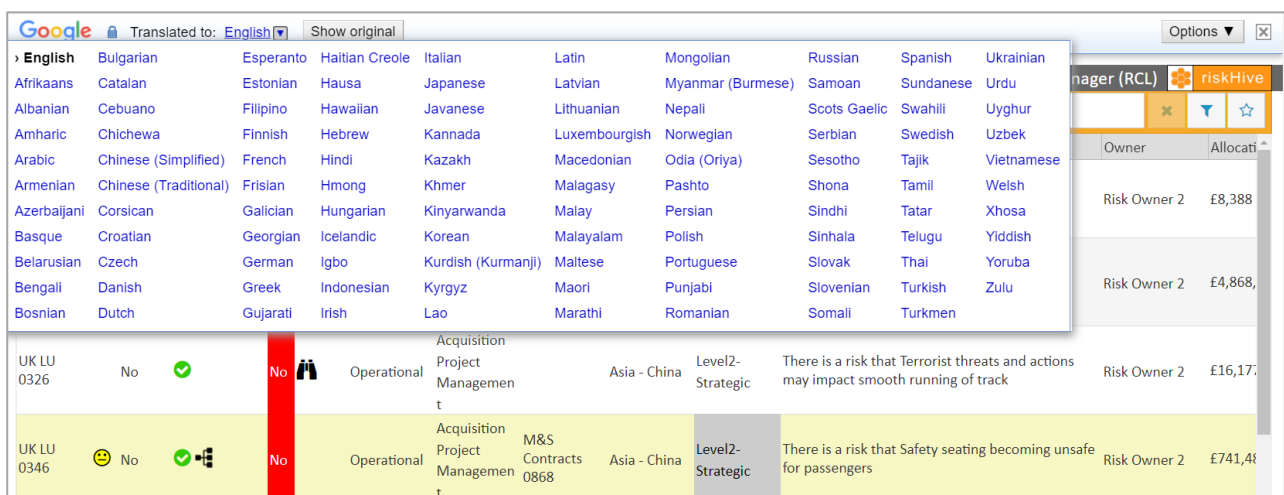 Google Translated to: English Show original Options ▼
› English Bulgarian Esperanto Haitian Creole Italian Latin Mongolian Russian Spanish Ukrainian
Afrikaans Catalan Estonian Hausa Japanese Latvian Myanmar (Burmese) Samoan Sundanese Urdu
nager (RCL) riskHive
Albanian Cebuano Filipino Hawaiian Javanese Lithuanian Nepali Scots Gaelic Swahili Uyghur
Amharic Chichewa Finnish Hebrew Kannada Luxembourgish Norwegian Serbian Swedish Uzbek
Owner Allocati
Arabic Chinese (Simplified) French Hindi Kazakh Macedonian Odia (Oriya) Sesotho Tajik Vietnamese
Armenian Chinese (Traditional) Frisian Hmong Khmer Malagasy Pashto Shona Tamil Welsh
Risk Owner 2 £8,388
Azerbaijani Corsican Galician Hungarian Kinyarwanda Malay Persian Sindhi Tatar Xhosa
Basque Croatian Georgian Icelandic Korean Malayalam Polish Sinhala Telugu Yiddish
Belarusian Czech German Igbo Kurdish (Kurmanji) Maltese Portuguese Slovak Thai Yoruba
Bengali Danish Greek Indonesian Kyrgyz Maori Punjabi Slovenian Turkish Zulu
Risk Owner 2 £4,868,
Bosnian Dutch Gujarati Irish Lao Marathi Romanian Somali Turkmen
UK LU
0326
No
No
Operational
Acquisition
Project
Managemen
t
Asia - China
Level2-
Strategic
There is a risk that Terrorist threats and actions
may impact smooth running of track
Risk Owner 2
£16,177
UK LU
0346
No
No
Operational
Acquisition
Project
Managemen
t
M&S
Contracts
0868
Asia - China
Level2-
Strategic
There is a risk that Safety seating becoming unsafe
for passengers
Risk Owner 2
£741,48